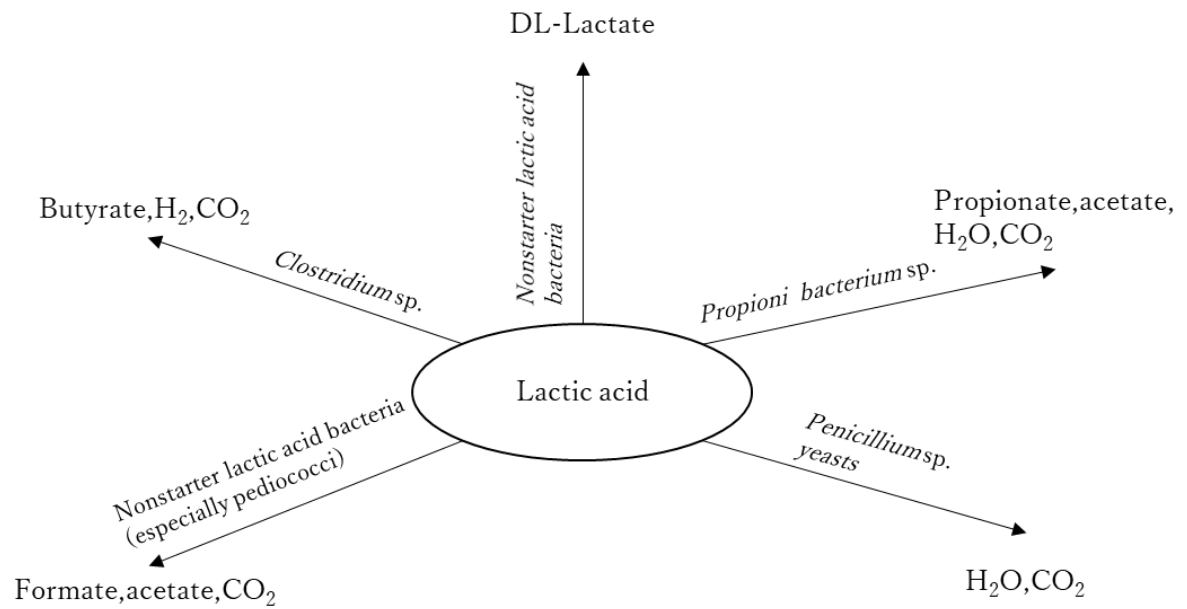 DL-Lactate
Nonstarter lactic acid
bacteria
Butyrate,H₂,CO₂
Clostridium sp.
Propionate,acetate,
H₂O,CO₂
Propioni bacterium sp.
Lactic acid
Nonstarter lactic acid bacteria
(especially pediococci)
Formate,acetate,CO₂
Penicillium sp.
yeasts
H₂O,CO₂